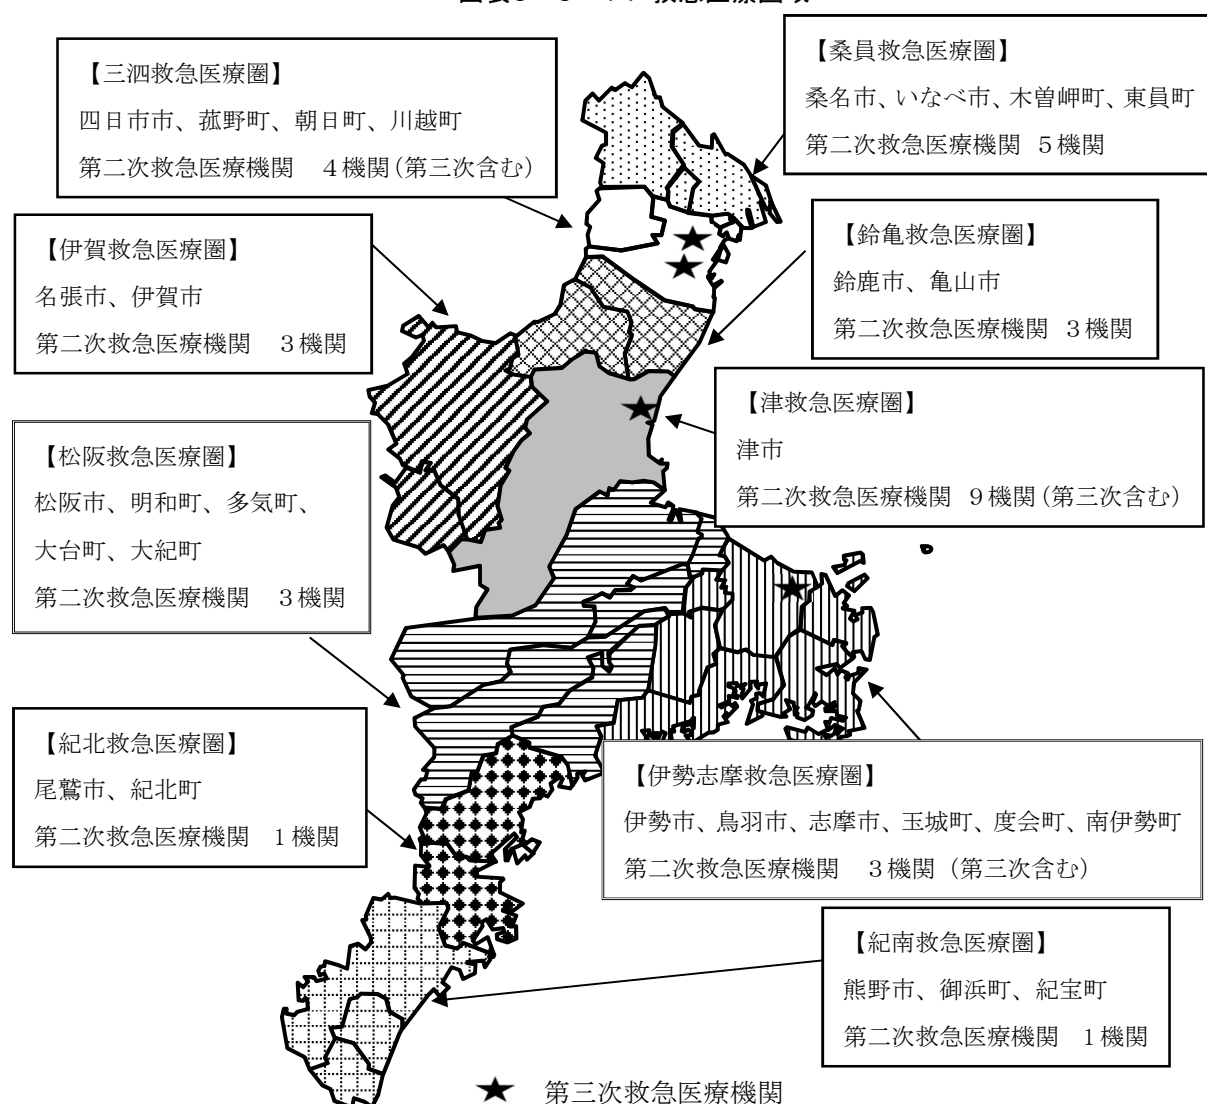 【三泗救急医療圏】
四日市市、菰野町、朝日町、川越町
第二次救急医療機関　４機関（第三次含む）
【桑員救急医療圏】
桑名市、いなべ市、木曽岬町、東員町
第二次救急医療機関 ５機関
【伊賀救急医療圏】
名張市、伊賀市
第二次救急医療機関　３機関
【鈴亀救急医療圏】
鈴鹿市、亀山市
第二次救急医療機関 ３機関
【津救急医療圏】
津市
第二次救急医療機関 ９機関（第三次含む）
【松阪救急医療圏】
松阪市、明和町、多気町、
大台町、大紀町
第二次救急医療機関　３機関
【紀北救急医療圏】
尾鷲市、紀北町
第二次救急医療機関　１機関
【伊勢志摩救急医療圏】
伊勢市、鳥羽市、志摩市、玉城町、度会町、南伊勢町
第二次救急医療機関　３機関（第三次含む）
【紀南救急医療圏】
熊野市、御浜町、紀宝町
第二次救急医療機関　１機関
★　第三次救急医療機関